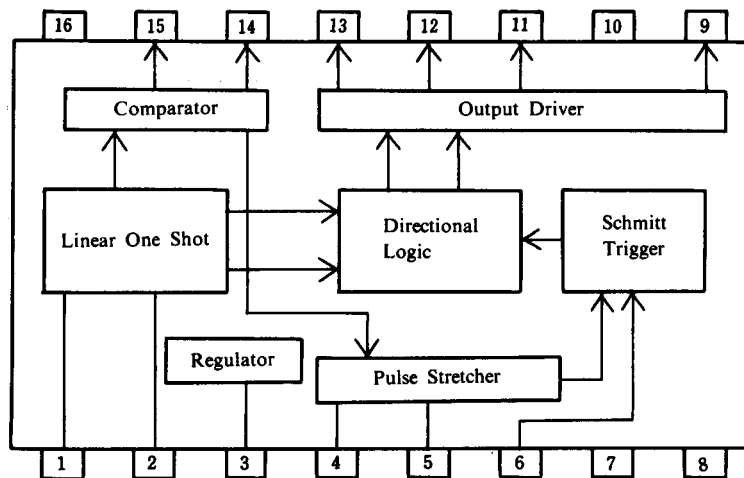 16 15 14 13 12 11 10 9
Comparator
Output Driver
Linear One Shot
Directional
Logic
Schmitt
Trigger
Regulator
Pulse Stretcher
1 2 3 4 5 6 7 8